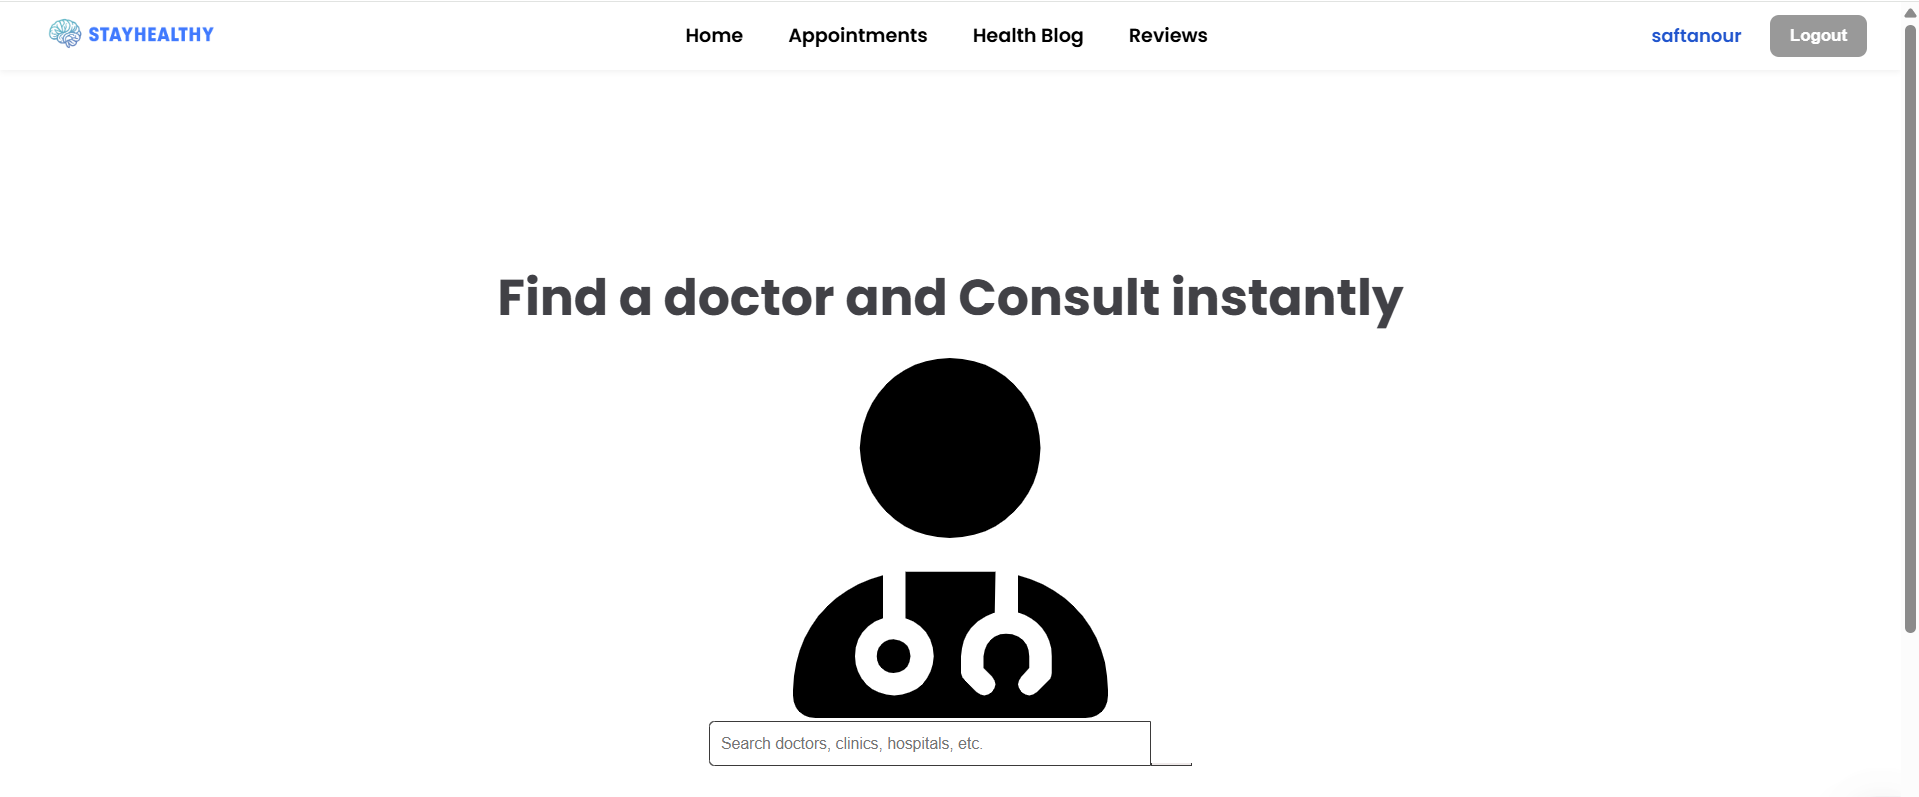 STAYHEALTHY
Home Appointments Health Blog Reviews
saftanour Logout
Find a doctor and Consult instantly
Search doctors, clinics, hospitals, etc.